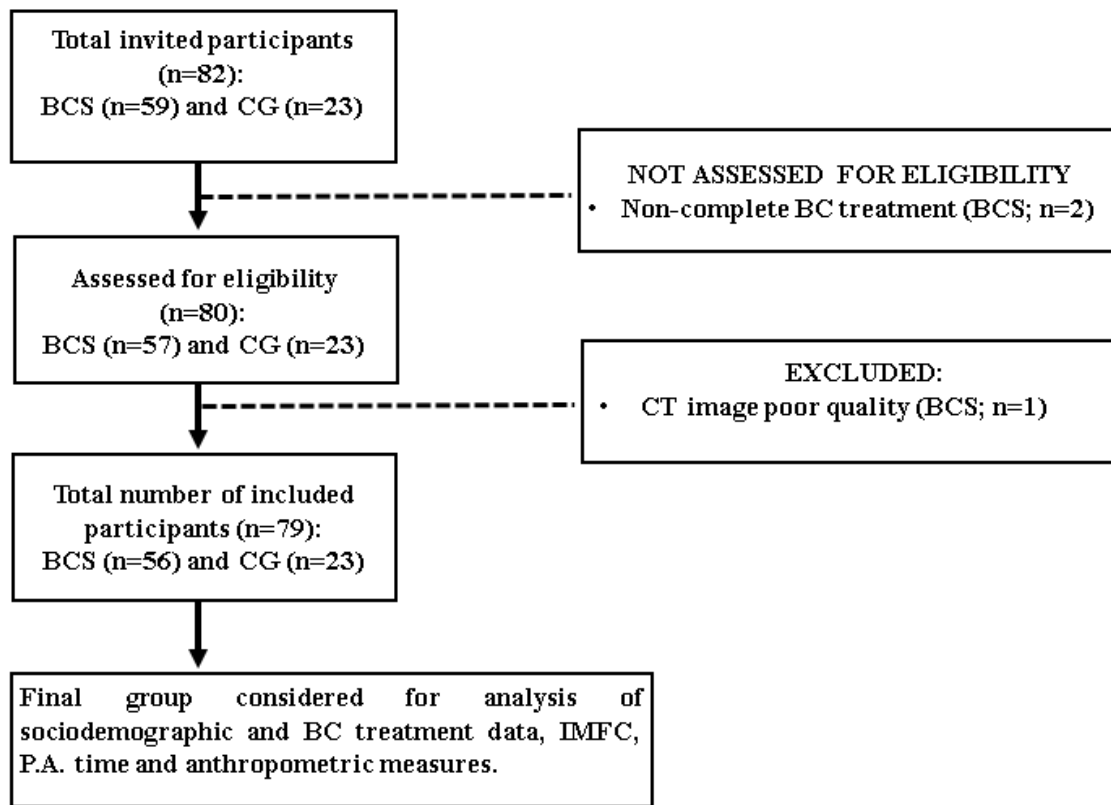 Total invited participants
(n=82):
BCS (n=59) and CG (n=23)
NOT ASSESSED FOR ELIGIBILITY
• Non-complete BC treatment (BCS; n=2)
Assessed for eligibility
(n=80):
BCS (n=57) and CG (n=23)
EXCLUDED:
• CT image poor quality (BCS; n=1)
Total number of included
participants (n=79):
BCS (n=56) and CG (n=23)
Final group considered for analysis of
sociodemographic and BC treatment data, IMFC,
P.A. time and anthropometric measures.